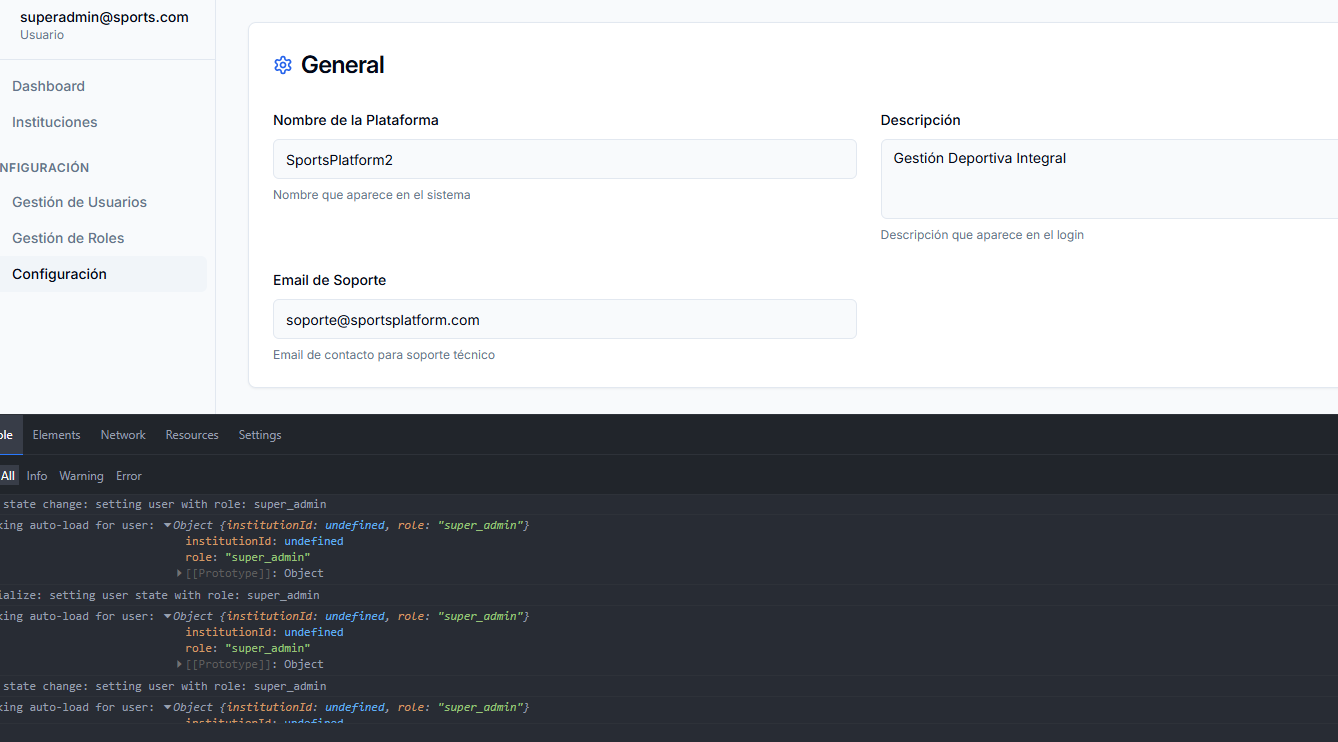 superadmin@sports.com
Usuario
Dashboard
Instituciones
NFIGURACIÓN
Gestión de Usuarios
Gestión de Roles
Configuración
General
Nombre de la Plataforma
SportsPlatform2
Nombre que aparece en el sistema
Descripción
Gestión Deportiva Integral
Descripción que aparece en el login
Email de Soporte
soporte@sportsplatform.com
Email de contacto para soporte técnico
ole Elements Network Resources Settings
All Info Warning Error
state change: setting user with role: super_admin
king auto-load for user: Object {institutionId: undefined, role: "super_admin"}
institutionId: undefined
role: "super_admin"
[[Prototype]]: Object
ialize: setting user state with role: super_admin
king auto-load for user: Object {institutionId: undefined, role: "super_admin"}
institutionId: undefined
role: "super_admin"
[[Prototype]]: Object
state change: setting user with role: super_admin
king auto-load for user: Object {institutionId: undefined, role: "super_admin"}
institutionId: undefined